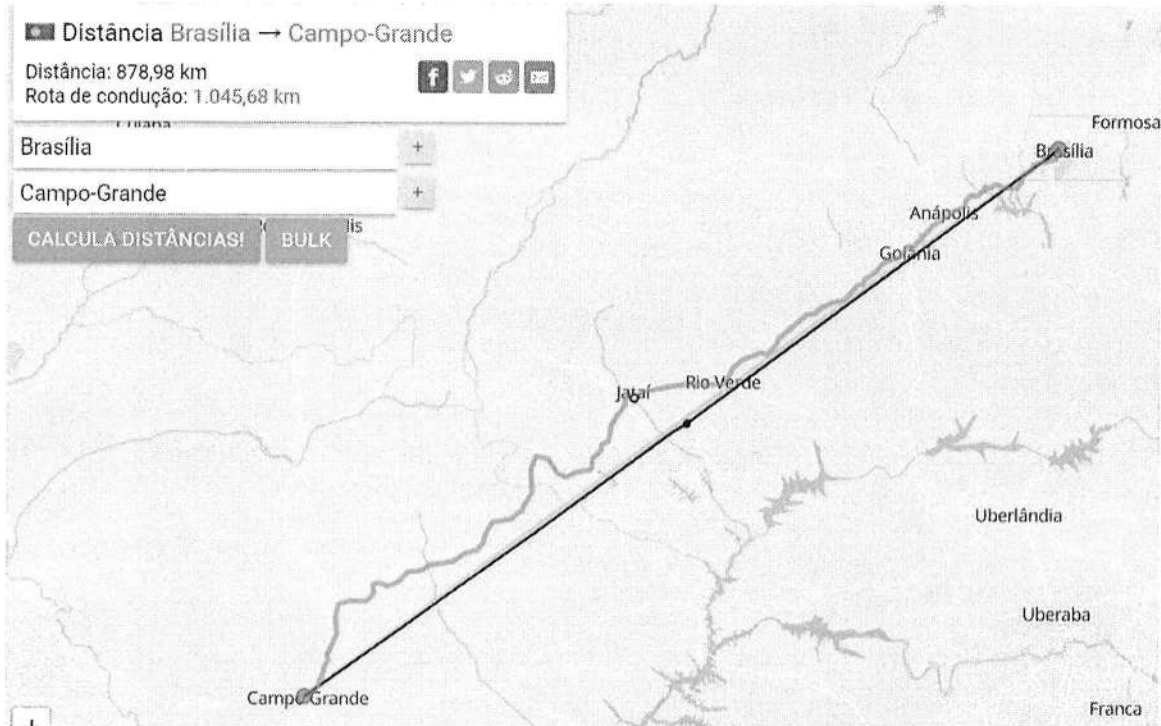 Distância Brasília → Campo-Grande
Distância: 878,98 km
Rota de condução: 1.045,68 km
Brasília +
Campo-Grande +
CALCULA DISTÂNCIAS! BULK
Formosa
Brasília
Anápolis
Goiânia
Rio Verde
Jataí
Uberlândia
Uberaba
Campo Grande
Franca
+